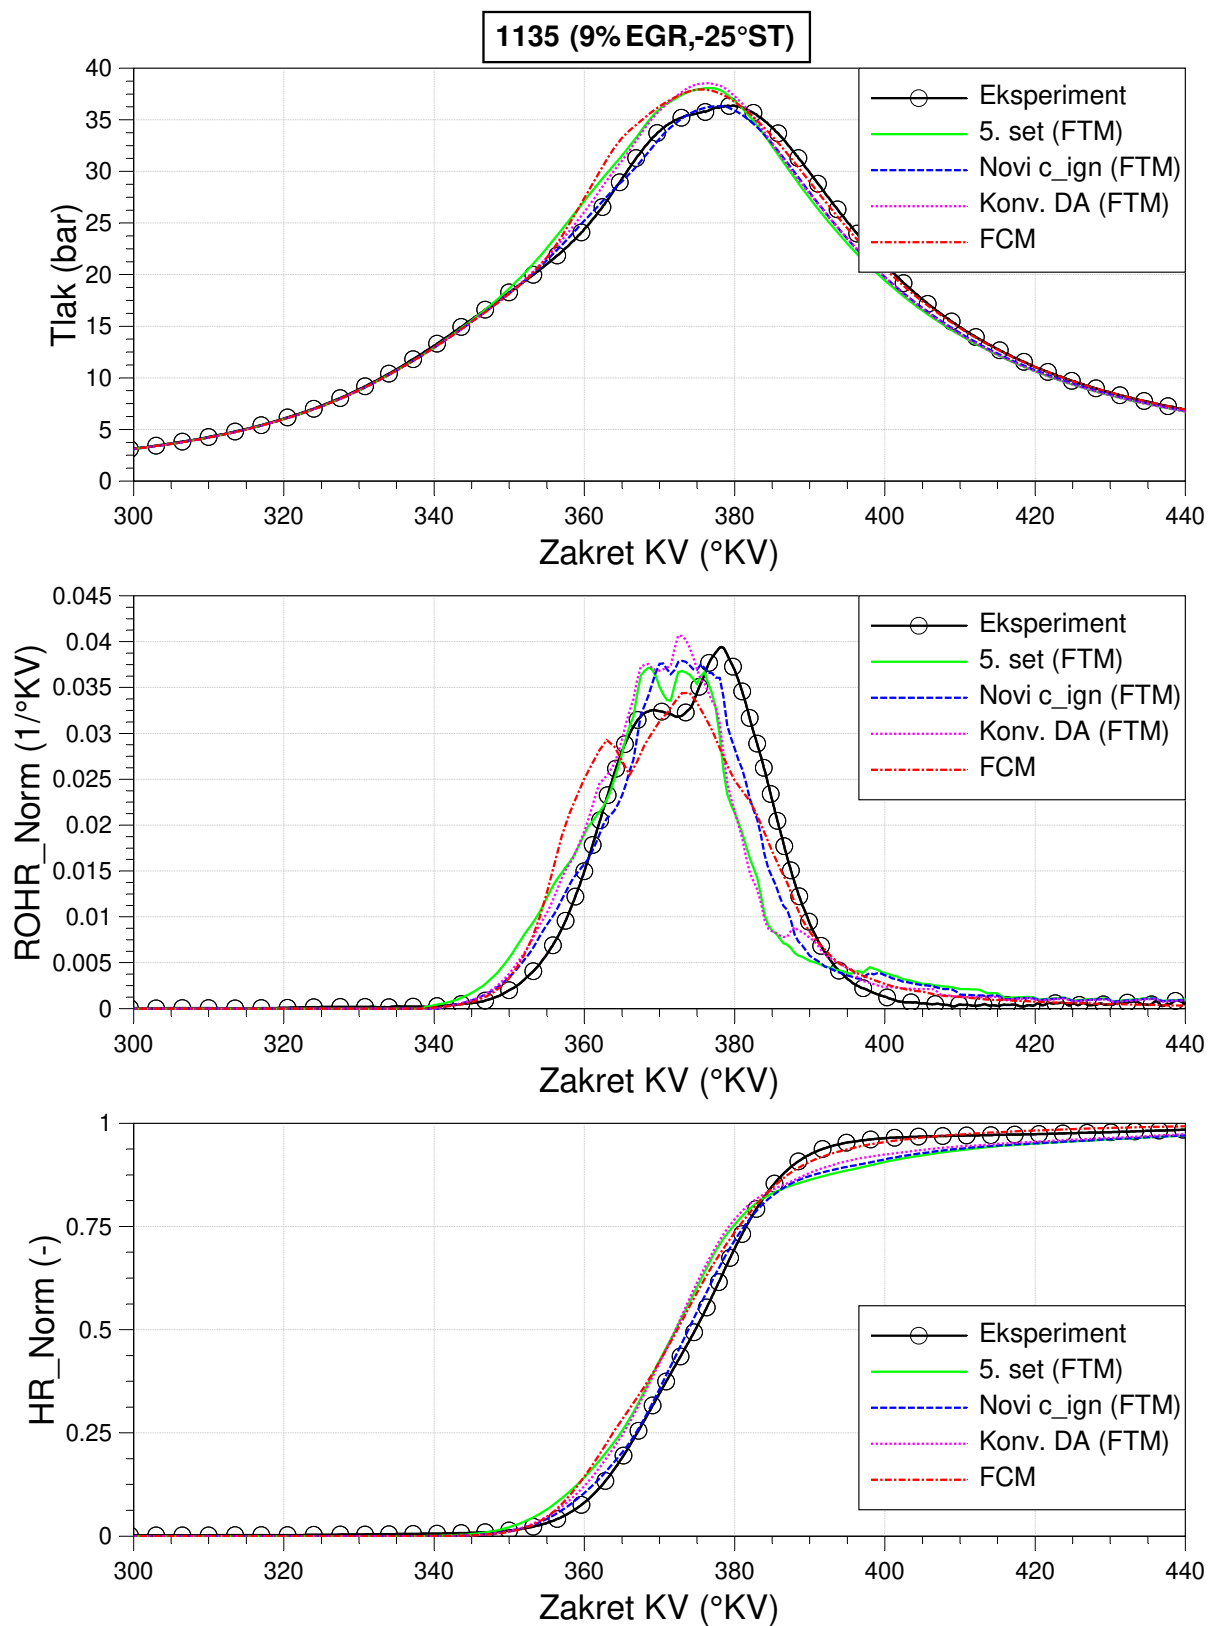 1135 (9% EGR,-25°ST)
40
35
30
25
20
15
10
5
0
Tlak (bar)
Eksperiment
5. set (FTM)
Novi c_ign (FTM)
Konv. DA (FTM)
FCM
300
320
340
360
380
400
420
440
Zakret KV (°KV)
0.045
0.04
0.035
0.03
0.025
0.02
0.015
0.01
0.005
0
ROHR_Norm (1/°KV)
Eksperiment
5. set (FTM)
Novi c_ign (FTM)
Konv. DA (FTM)
FCM
300
320
340
360
380
400
420
440
Zakret KV (°KV)
1
0.75
0.5
0.25
0
HR_Norm (-)
Eksperiment
5. set (FTM)
Novi c_ign (FTM)
Konv. DA (FTM)
FCM
300
320
340
360
380
400
420
440
Zakret KV (°KV)